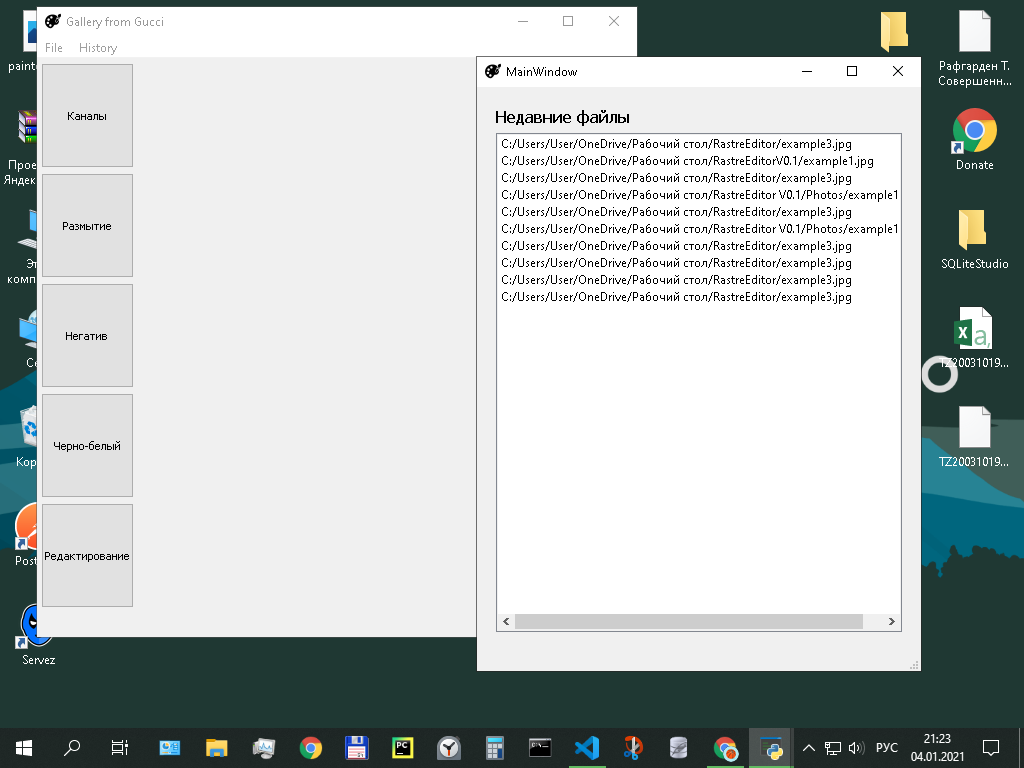 Gallery from Gucci
File History
Каналы
Размытие
Негатив
Черно-белый
Редактирование
MainWindow
Недавние файлы
C:/Users/User/OneDrive/Рабочий стол/RastreEditor/example3.jpg
C:/Users/User/OneDrive/Рабочий стол/RastreEditorV0.1/example1.jpg
C:/Users/User/OneDrive/Рабочий стол/RastreEditor/example3.jpg
C:/Users/User/OneDrive/Рабочий стол/RastreEditor V0.1/Photos/example1
C:/Users/User/OneDrive/Рабочий стол/RastreEditor/example3.jpg
C:/Users/User/OneDrive/Рабочий стол/RastreEditor V0.1/Photos/example1
C:/Users/User/OneDrive/Рабочий стол/RastreEditor/example3.jpg
C:/Users/User/OneDrive/Рабочий стол/RastreEditor/example3.jpg
C:/Users/User/OneDrive/Рабочий стол/RastreEditor/example3.jpg
C:/Users/User/OneDrive/Рабочий стол/RastreEditor/example3.jpg
paint
Прое
Яндек
Эт
комп
Се
Кор
Post
Servez
Рафгарден Т.
Совершенн...
Donate
SQLiteStudio
TZ20031019...
TZ20031019...
РУС
21:23
04.01.2021